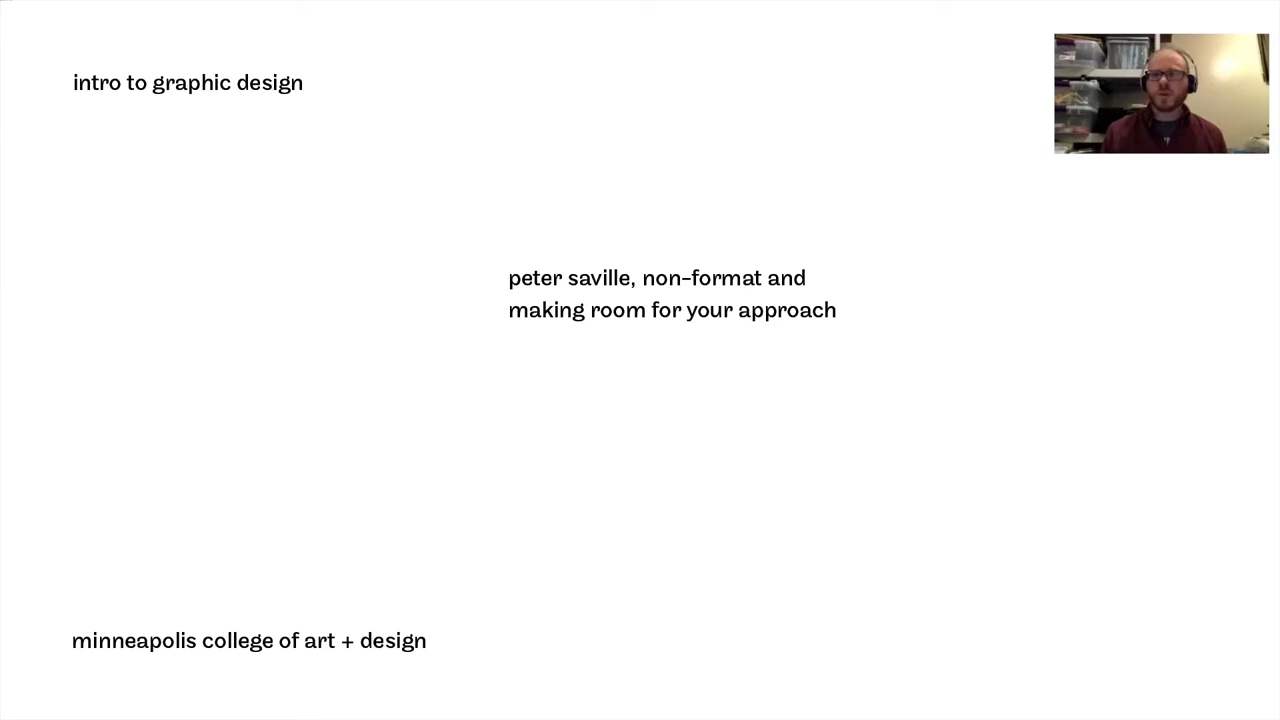 intro to graphic design
peter saville, non-format and
making room for your approach
minneapolis college of art + design